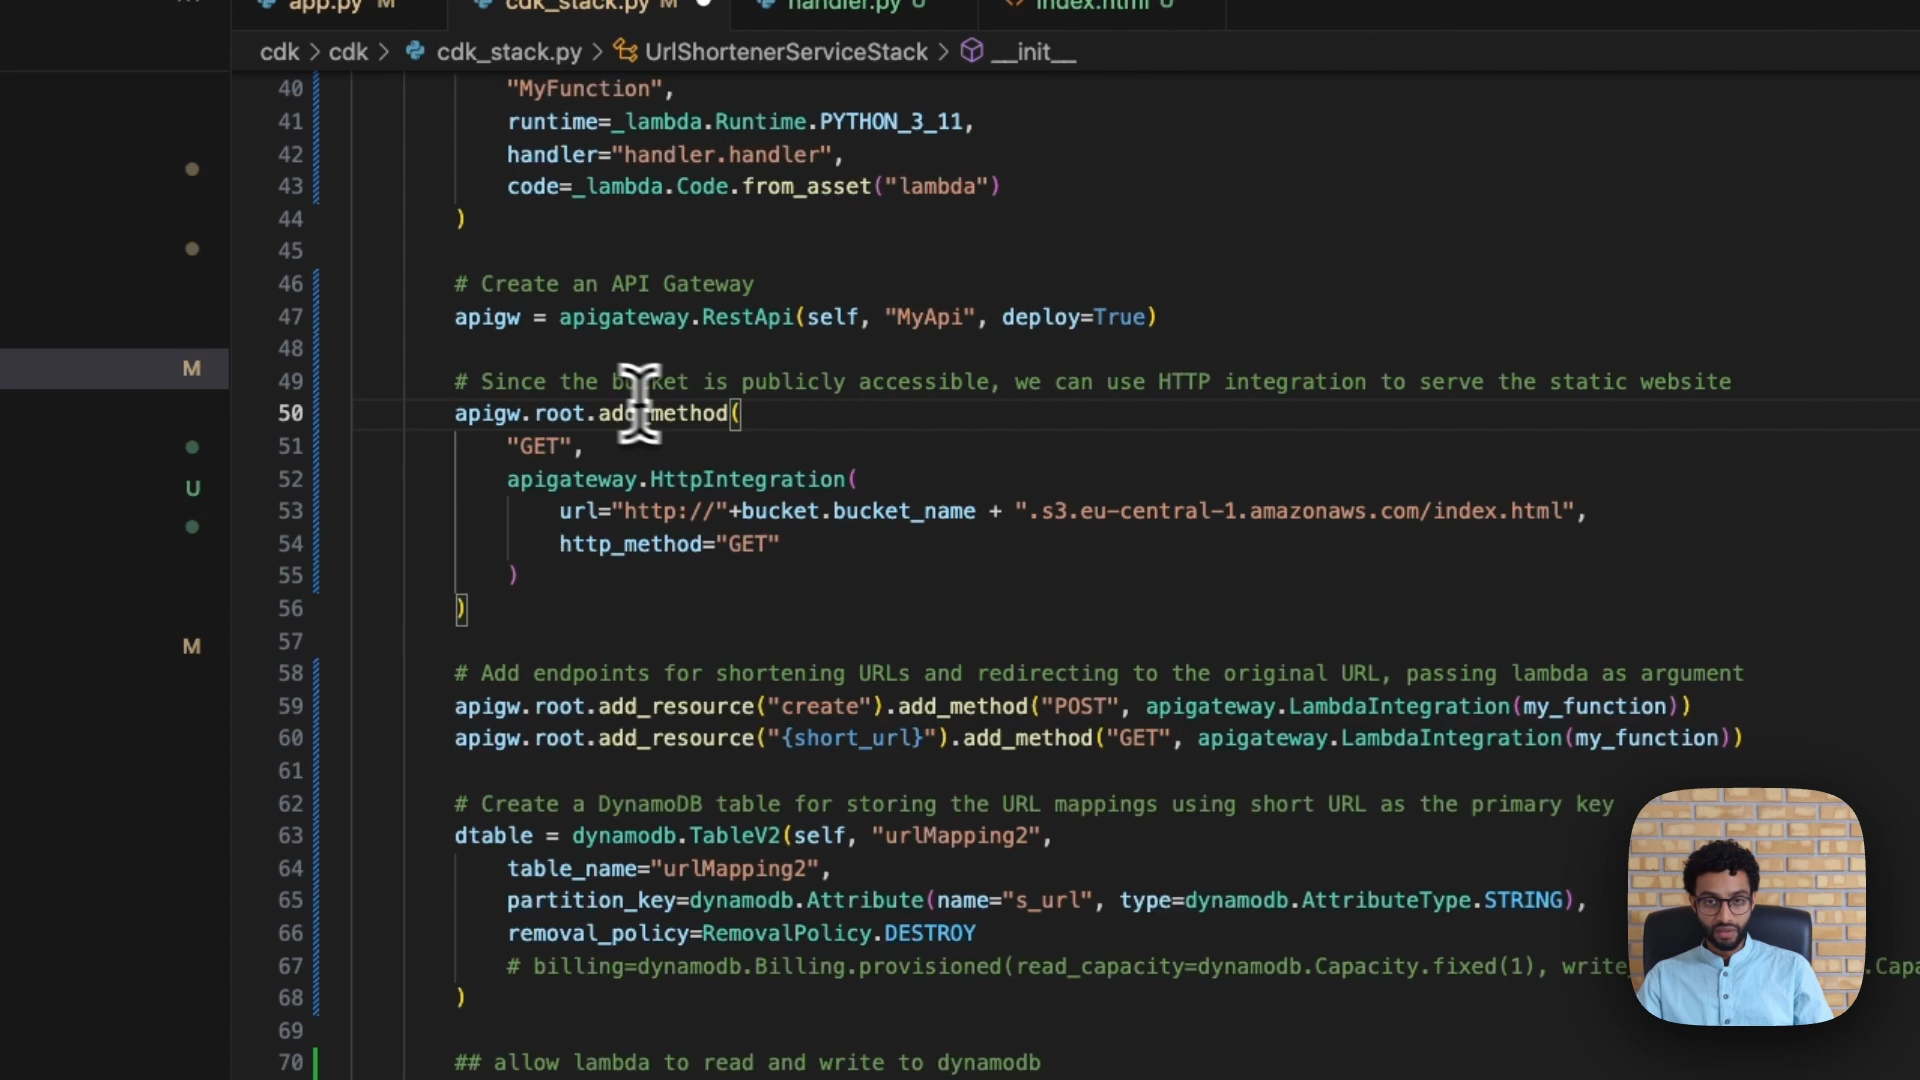 app.py M cdk_stack.py M handler.py U index.html U
cdk > cdk > cdk_stack.py > UrlShortenerServiceStack > __init__
40 "MyFunction",
41 runtime=_lambda.Runtime.PYTHON_3_11,
42 handler="handler.handler",
43 code=_lambda.Code.from_asset("lambda")
44 )
45
46 # Create an API Gateway
47 apigw = apigateway.RestApi(self, "MyApi", deploy=True)
48
M
49 # Since the bucket is publicly accessible, we can use HTTP integration to serve the static website
50 apigw.root.add_method(
51 "GET",
52 apigateway.HttpIntegration(
U
53 url="http://"+bucket.bucket_name + ".s3.eu-central-1.amazonaws.com/index.html",
54 http_method="GET"
55 )
56 )
57
M
58 # Add endpoints for shortening URLs and redirecting to the original URL, passing lambda as argument
59 apigw.root.add_resource("create").add_method("POST", apigateway.LambdaIntegration(my_function))
60 apigw.root.add_resource("{short_url}").add_method("GET", apigateway.LambdaIntegration(my_function))
61
62 # Create a DynamoDB table for storing the URL mappings using short URL as the primary key
63 dtable = dynamodb.TableV2(self, "urlMapping2",
64 table_name="urlMapping2",
65 partition_key=dynamodb.Attribute(name="s_url", type=dynamodb.AttributeType.STRING),
66 removal_policy=RemovalPolicy.DESTROY
67 # billing=dynamodb.Billing.provisioned(read_capacity=dynamodb.Capacity.fixed(1), write_ .Capa
68 )
69
70 ## allow lambda to read and write to dynamodb